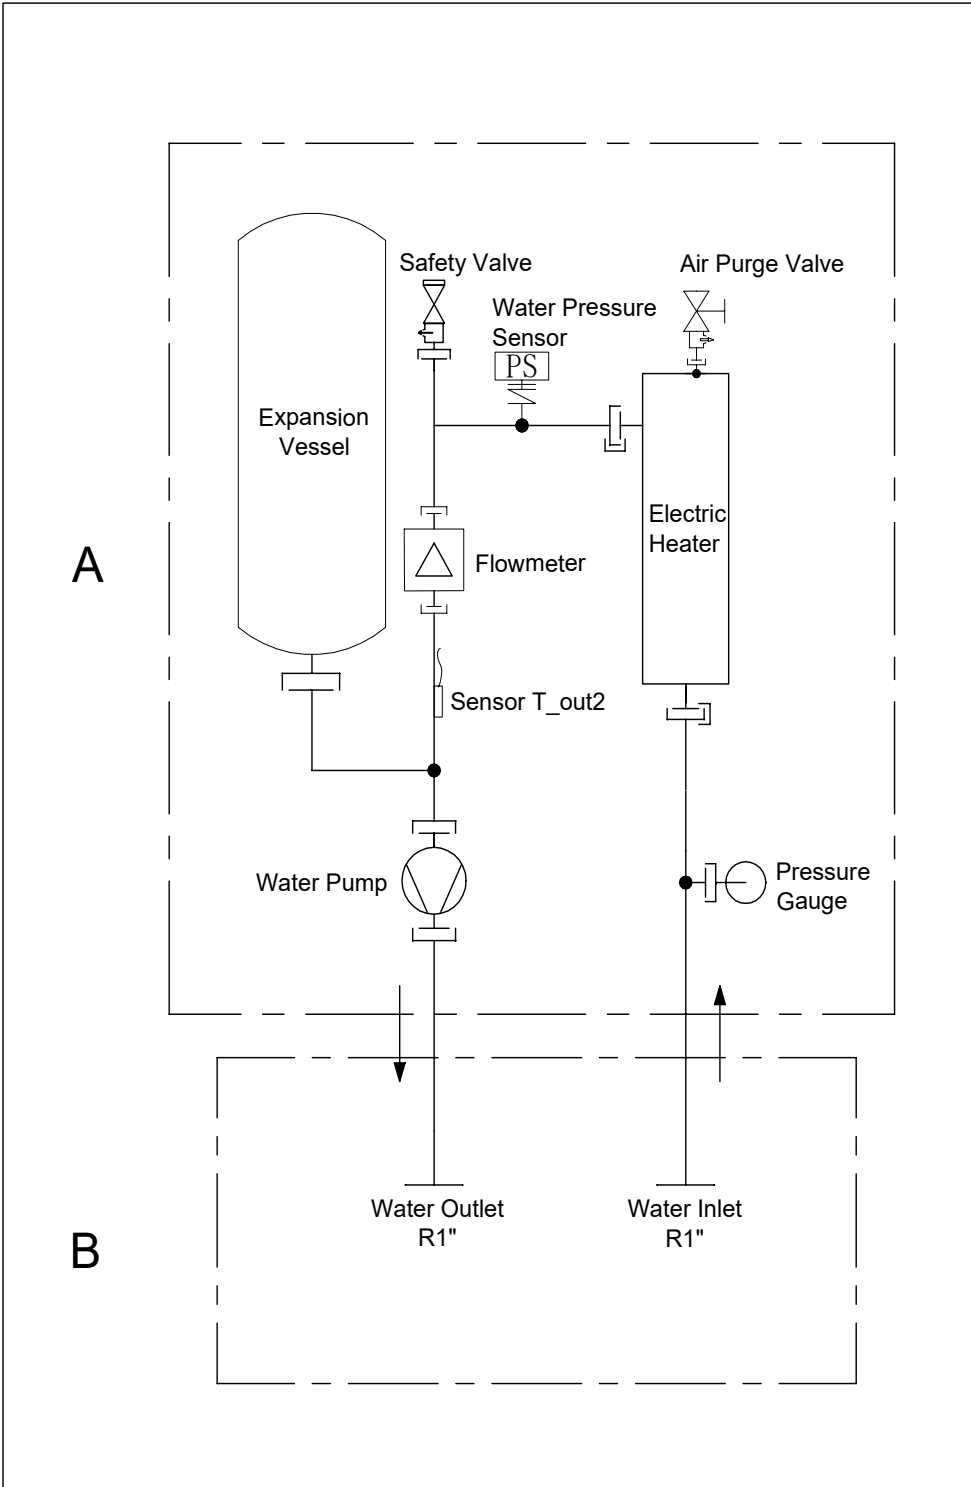 Safety Valve
Air Purge Valve
Water Pressure
Sensor
PS
Expansion
Vessel
Electric
Heater
A
Flowmeter
Sensor T_out2
Water Pump
Pressure
Gauge
Water Outlet
R1"
Water Inlet
R1"
B